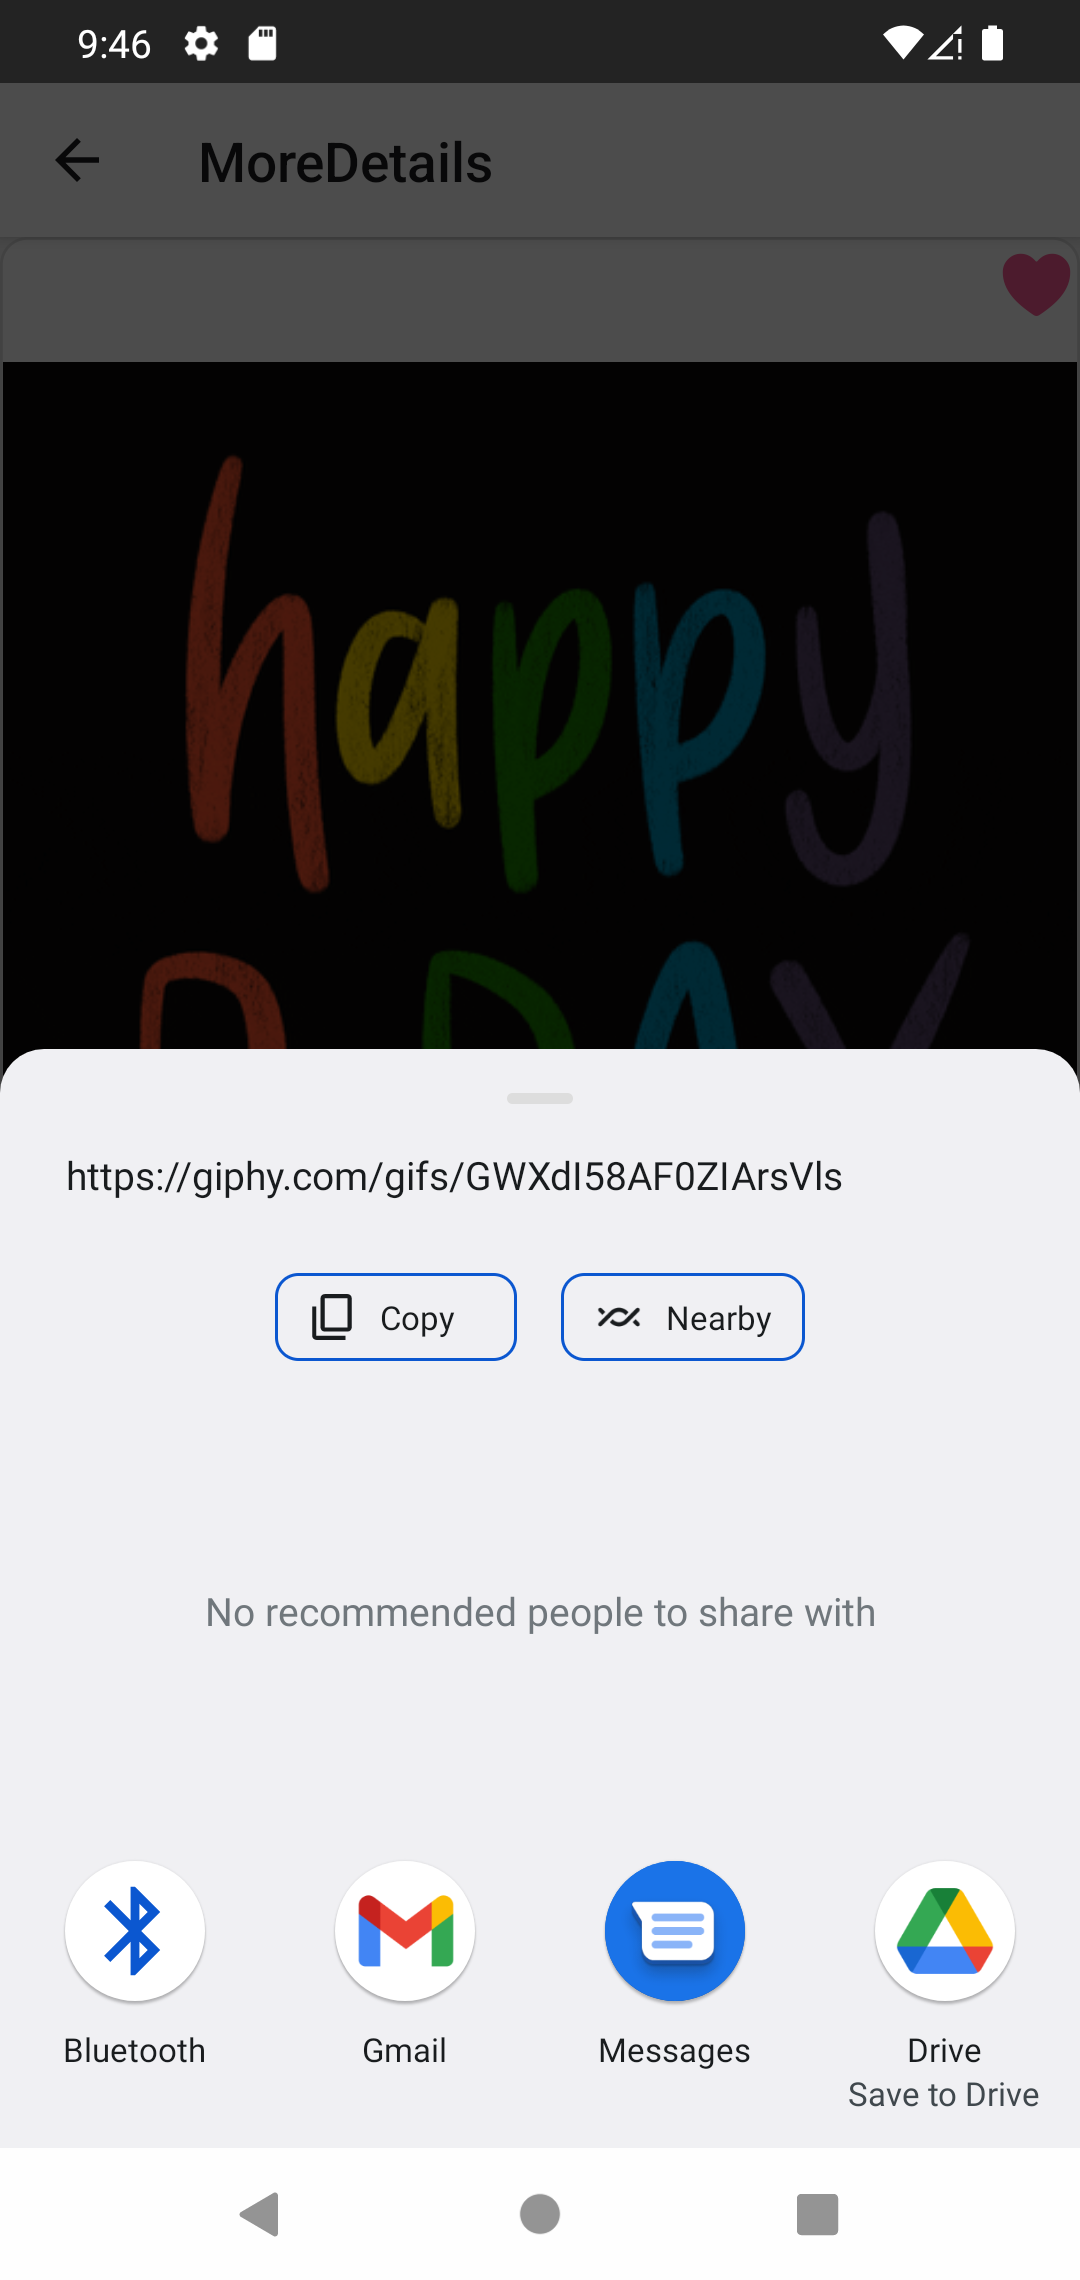 9:46
MoreDetails
happy
https://giphy.com/gifs/GWXdI58AF0ZIArsVls
Copy
Nearby
No recommended people to share with
Bluetooth
Gmail
Messages
Drive
Save to Drive